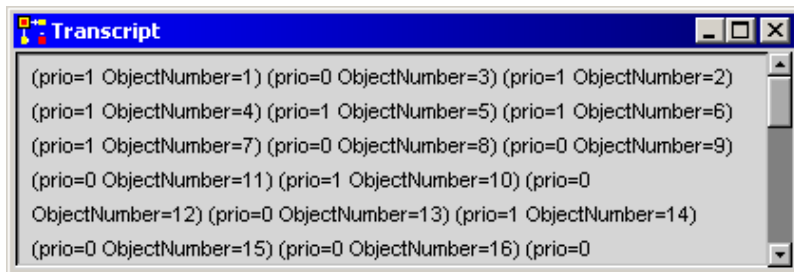 Transcript
(prio=1 ObjectNumber=1) (prio=0 ObjectNumber=3) (prio=1 ObjectNumber=2)
(prio=1 ObjectNumber=4) (prio=1 ObjectNumber=5) (prio=1 ObjectNumber=6)
(prio=1 ObjectNumber=7) (prio=0 ObjectNumber=8) (prio=0 ObjectNumber=9)
(prio=0 ObjectNumber=11) (prio=1 ObjectNumber=10) (prio=0
ObjectNumber=12) (prio=0 ObjectNumber=13) (prio=1 ObjectNumber=14)
(prio=0 ObjectNumber=15) (prio=0 ObjectNumber=16) (prio=0